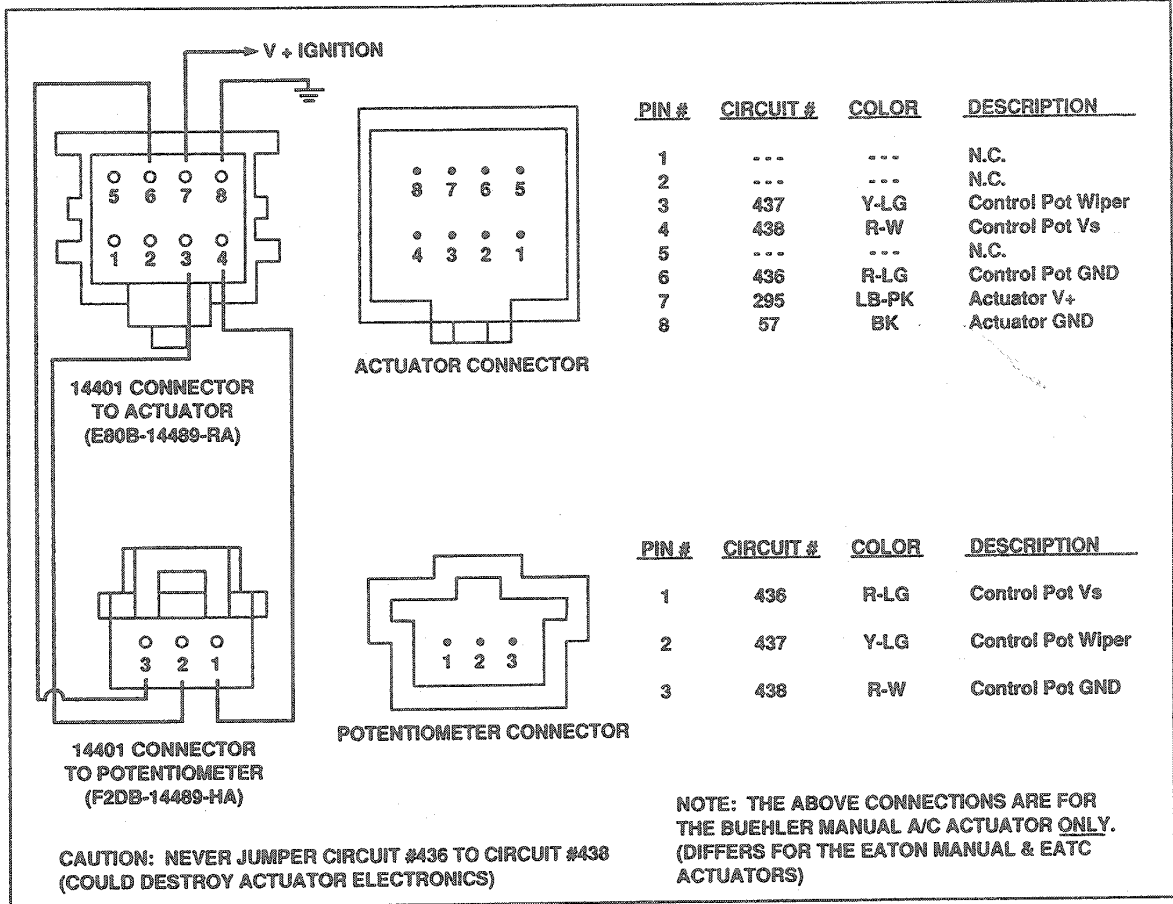 V + IGNITION
5 6 7 8
1 2 3 4
14401 CONNECTOR
TO ACTUATOR
(E80B-14489-RA)
8 7 6 5
4 3 2 1
ACTUATOR CONNECTOR
PIN # CIRCUIT # COLOR DESCRIPTION
1 --- --- N.C.
2 --- --- N.C.
3 437 Y-LG Control Pot Wiper
4 438 R-W Control Pot Vs
5 --- --- N.C.
6 436 R-LG Control Pot GND
7 295 LB-PK Actuator V+
8 57 BK Actuator GND
3 2 1
14401 CONNECTOR
TO POTENTIOMETER
(F2DB-14489-HA)
1 2 3
POTENTIOMETER CONNECTOR
PIN # CIRCUIT # COLOR DESCRIPTION
1 436 R-LG Control Pot Vs
2 437 Y-LG Control Pot Wiper
3 438 R-W Control Pot GND
CAUTION: NEVER JUMPER CIRCUIT #436 TO CIRCUIT #438
(COULD DESTROY ACTUATOR ELECTRONICS)
NOTE: THE ABOVE CONNECTIONS ARE FOR
THE BUEHLER MANUAL A/C ACTUATOR ONLY.
(DIFFERS FOR THE EATON MANUAL & EATC
ACTUATORS)